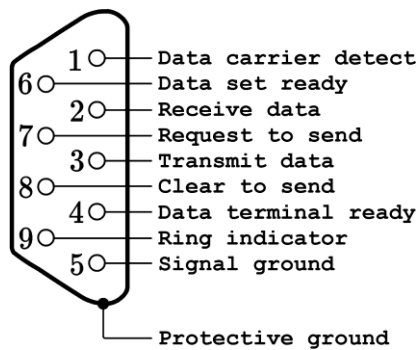 1 Data carrier detect
6 Data set ready
2 Receive data
7 Request to send
3 Transmit data
8 Clear to send
4 Data terminal ready
9 Ring indicator
5 Signal ground
Protective ground